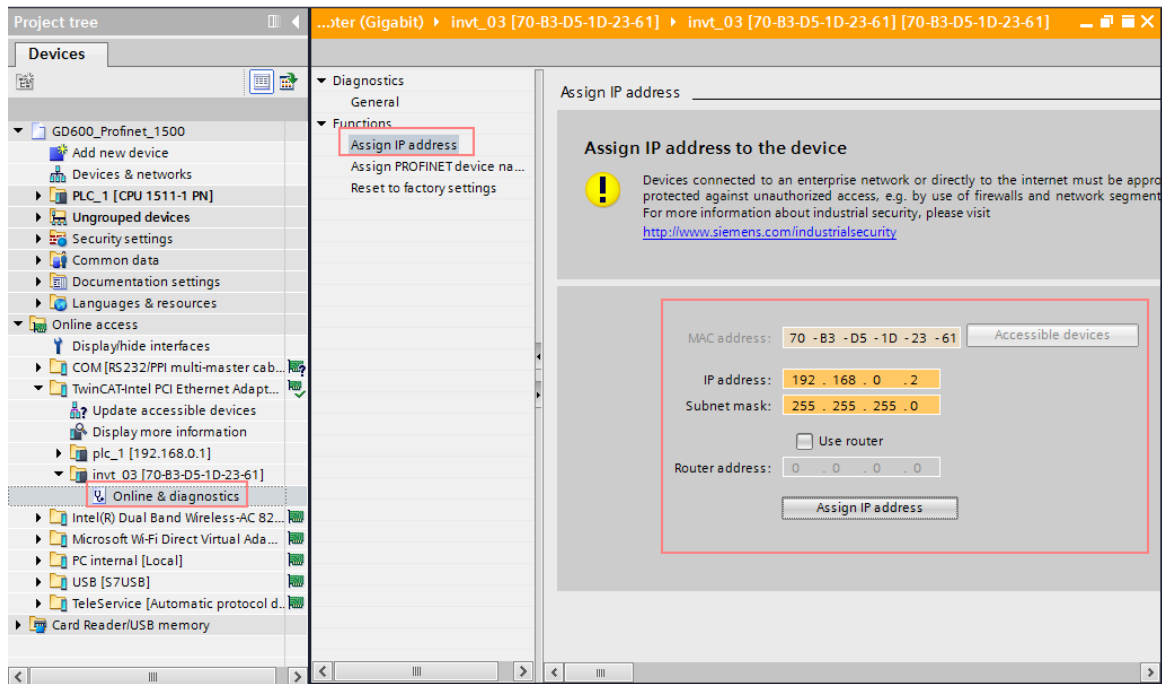 Project tree
Devices
GD600_Profinet_1500
Add new device
Devices & networks
PLC_1 [CPU 1511-1 PN]
Ungrouped devices
Security settings
Common data
Documentation settings
Languages & resources
Online access
Display/hide interfaces
COM [RS232/PPI multi-master cab...
TwinCAT-Intel PCI Ethernet Adapt...
Update accessible devices
Display more information
plc_1 [192.168.0.1]
invt_03 [70-B3-D5-1D-23-61]
Online & diagnostics
Intel(R) Dual Band Wireless-AC 82...
Microsoft Wi-Fi Direct Virtual Ada...
PC internal [Local]
USB [S7USB]
TeleService [Automatic protocol d...
Card Reader/USB memory
...oter (Gigabit) ▸ invt_03 [70-B3-D5-1D-23-61] ▸ invt_03 [70-B3-D5-1D-23-61] [70-B3-D5-1D-23-61]
Diagnostics
General
Functions
Assign IP address
Assign PROFINET device na...
Reset to factory settings
Assign IP address
Assign IP address to the device
Devices connected to an enterprise network or directly to the internet must be appro
protected against unauthorized access, e.g. by use of firewalls and network segment
For more information about industrial security, please visit
http://www.siemens.com/industrialsecurity
MAC address: 70 -B3 -D5 -1D -23 -61 Accessible devices
IP address: 192 . 168 . 0 . 2
Subnet mask: 255 . 255 . 255 . 0
Use router
Router address: 0 . 0 . 0 . 0
Assign IP address